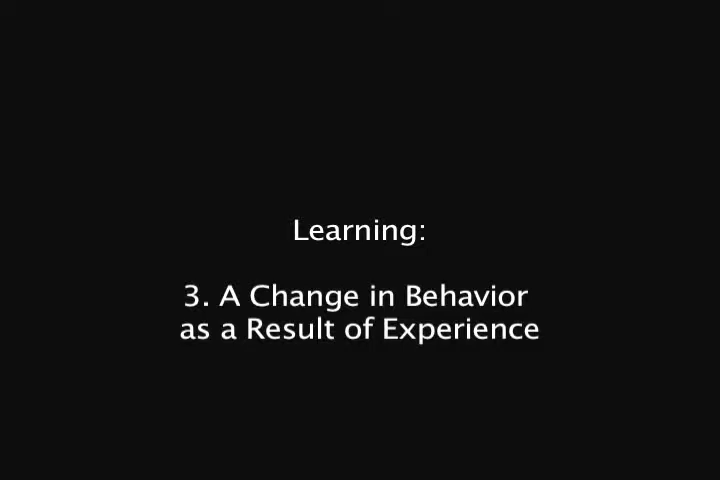 Learning:
3. A Change in Behavior
as a Result of Experience